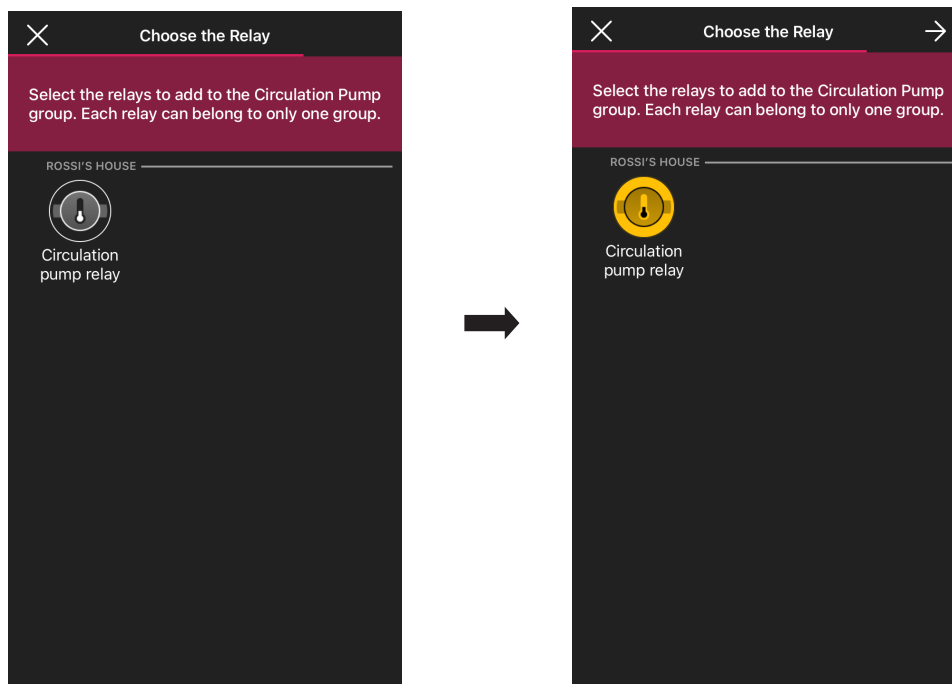 Choose the Relay
Select the relays to add to the Circulation Pump
group. Each relay can belong to only one group.
ROSSI'S HOUSE
Circulation
pump relay
Choose the Relay
Select the relays to add to the Circulation Pump
group. Each relay can belong to only one group.
ROSSI'S HOUSE
Circulation
pump relay